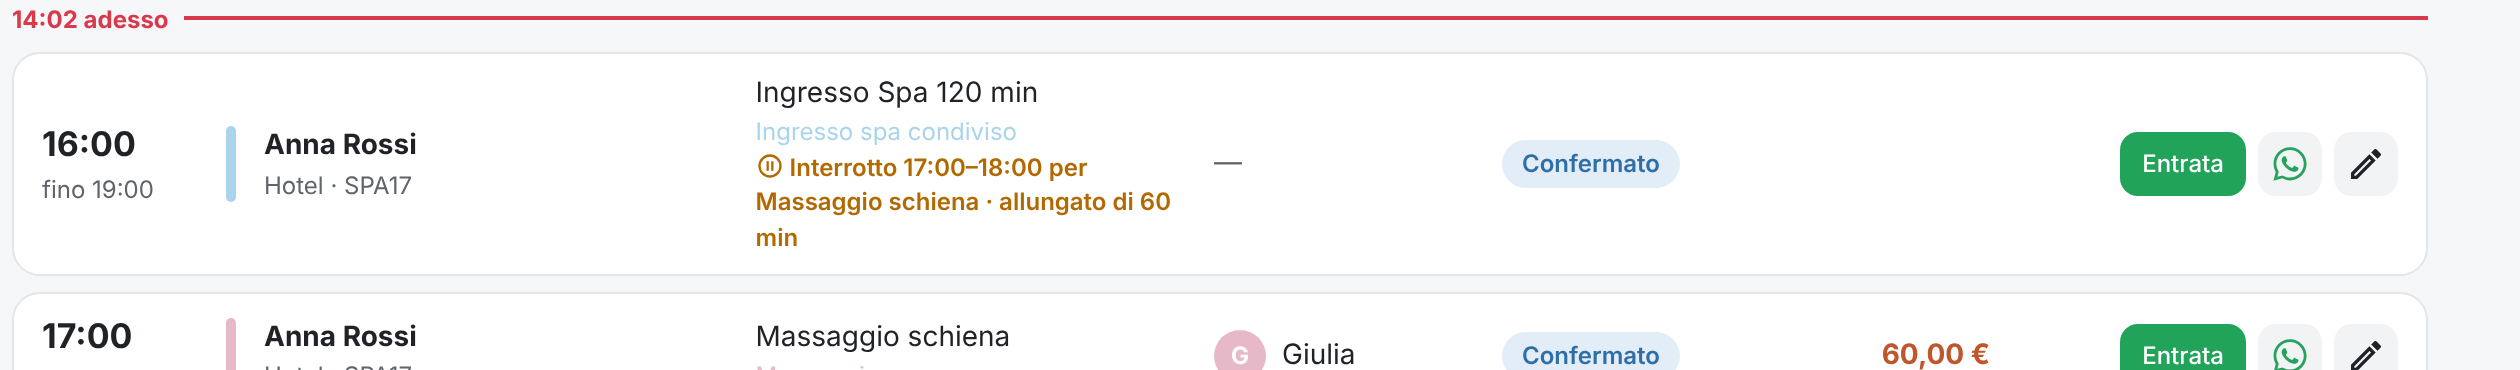 14:02 adesso
16:00
fino 19:00
Anna Rossi
Hotel · SPA17
Ingresso Spa 120 min
Ingresso spa condiviso
Interrotto 17:00–18:00 per
Massaggio schiena · allungato di 60
min
—
Confermato
Entrata
17:00
Anna Rossi
Massaggio schiena
G
Giulia
Confermato
60,00 €
Entrata